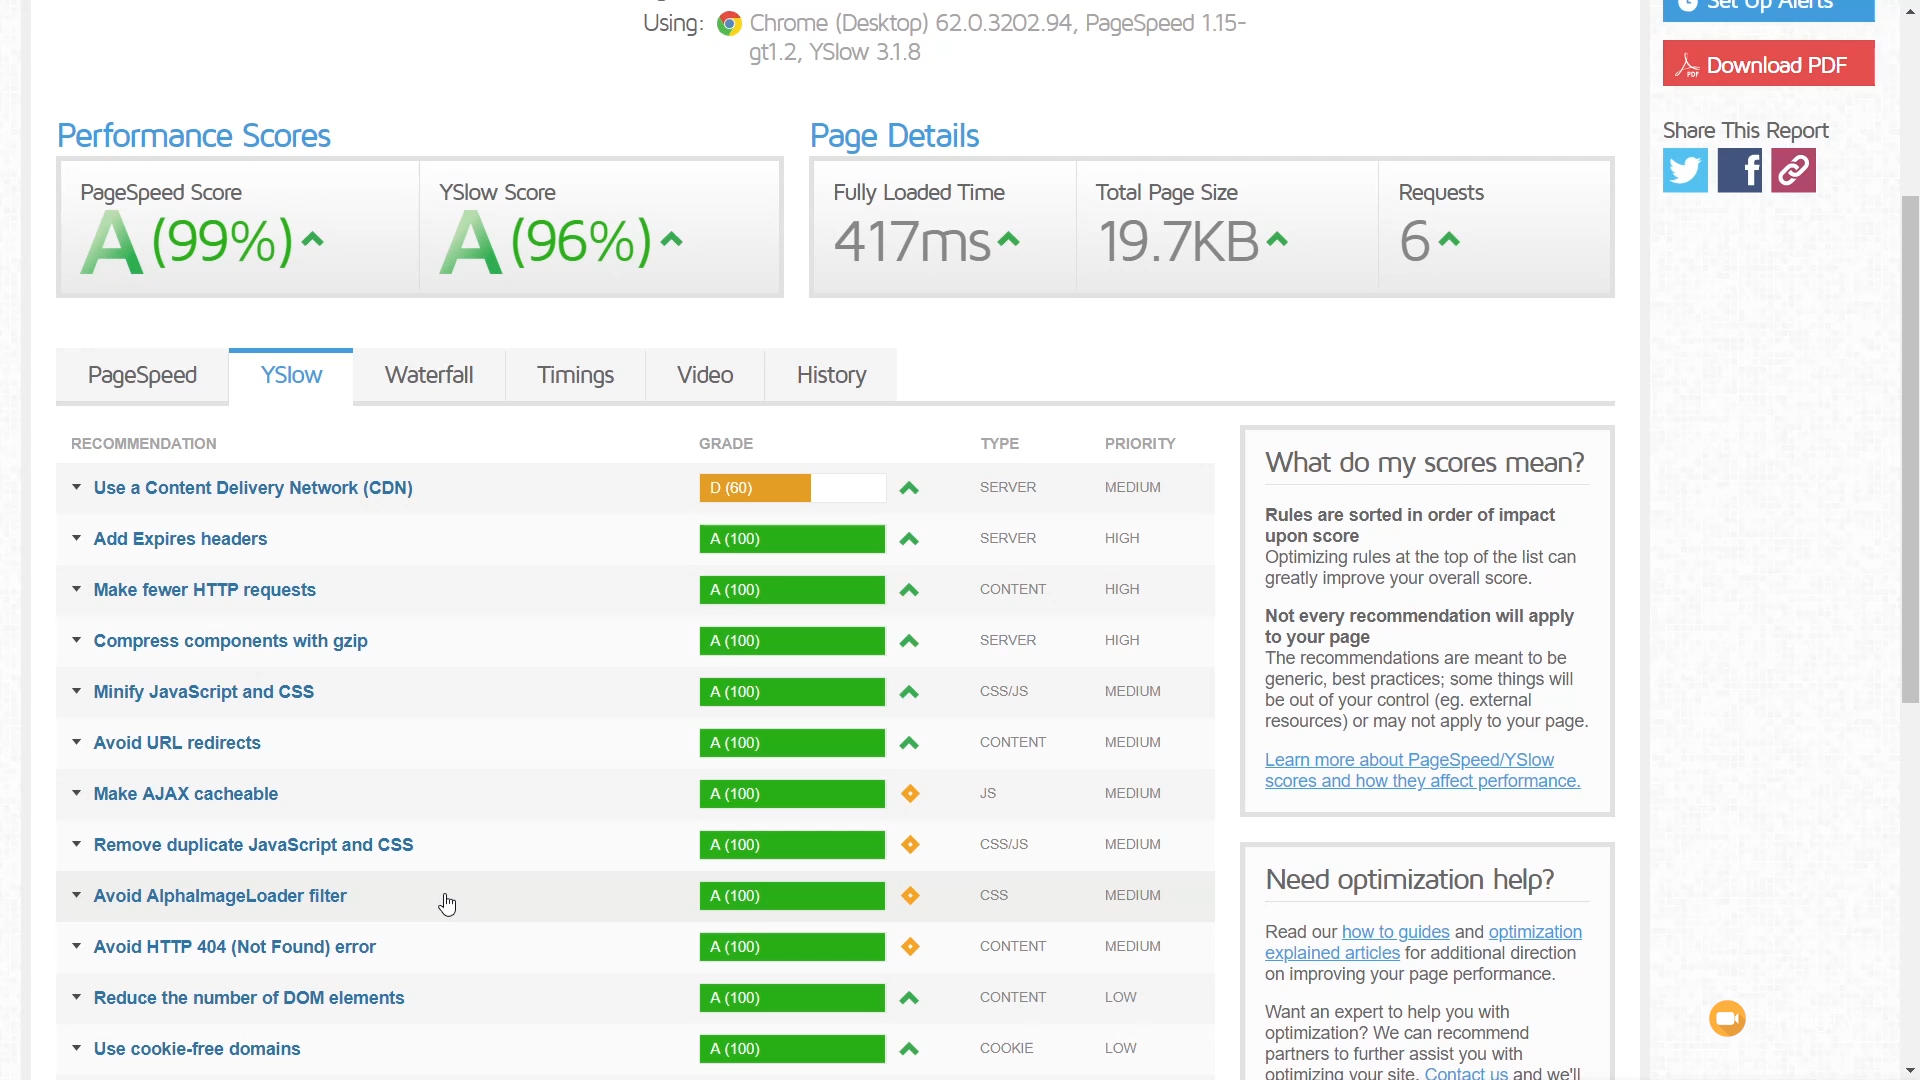 Using: Chrome (Desktop) 62.0.3202.94, PageSpeed 1.15-
gt1.2, YSlow 3.1.8
Set Up Alerts
Download PDF
Share This Report
Performance Scores
PageSpeed Score
A (99%)
YSlow Score
A (96%)
Page Details
Fully Loaded Time
417ms
Total Page Size
19.7KB
Requests
6
PageSpeed YSlow Waterfall Timings Video History
RECOMMENDATION GRADE TYPE PRIORITY
Use a Content Delivery Network (CDN) D (60) SERVER MEDIUM
Add Expires headers A (100) SERVER HIGH
Make fewer HTTP requests A (100) CONTENT HIGH
Compress components with gzip A (100) SERVER HIGH
Minify JavaScript and CSS A (100) CSS/JS MEDIUM
Avoid URL redirects A (100) CONTENT MEDIUM
Make AJAX cacheable A (100) JS MEDIUM
Remove duplicate JavaScript and CSS A (100) CSS/JS MEDIUM
Avoid AlphaImageLoader filter A (100) CSS MEDIUM
Avoid HTTP 404 (Not Found) error A (100) CONTENT MEDIUM
Reduce the number of DOM elements A (100) CONTENT LOW
Use cookie-free domains A (100) COOKIE LOW
What do my scores mean?
Rules are sorted in order of impact
upon score
Optimizing rules at the top of the list can
greatly improve your overall score.
Not every recommendation will apply
to your page
The recommendations are meant to be
generic, best practices; some things will
be out of your control (eg. external
resources) or may not apply to your page.
Learn more about PageSpeed/YSlow
scores and how they affect performance.
Need optimization help?
Read our how to guides and optimization
explained articles for additional direction
on improving your page performance.
Want an expert to help you with
optimization? We can recommend
partners to further assist you with
optimizing your site. Contact us and we'll